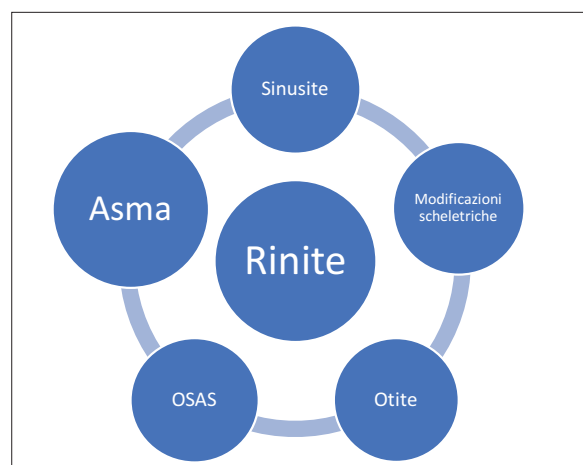 Sinusite
Asma
Modificazioni
scheletriche
Rinite
OSAS
Otite